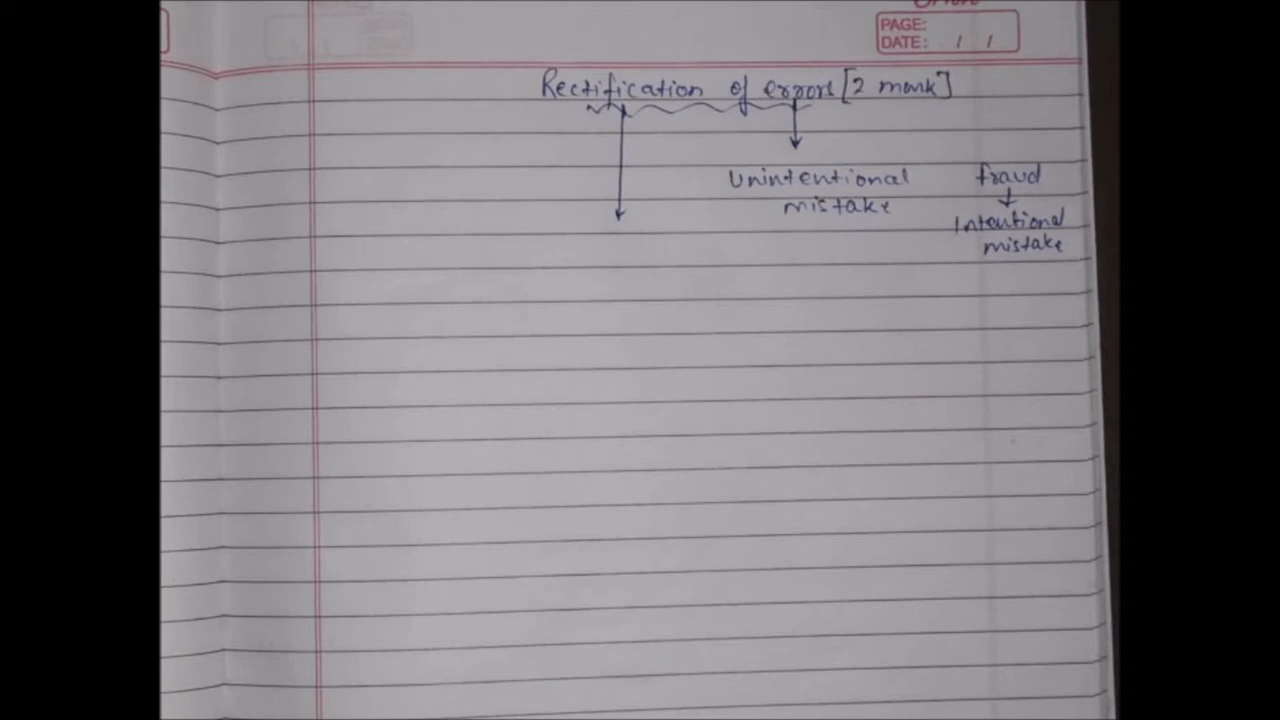 PAGE:
DATE: / /
Rectification of errors [2 mark]
Unintentional
mistake
fraud
Intentional
mistake